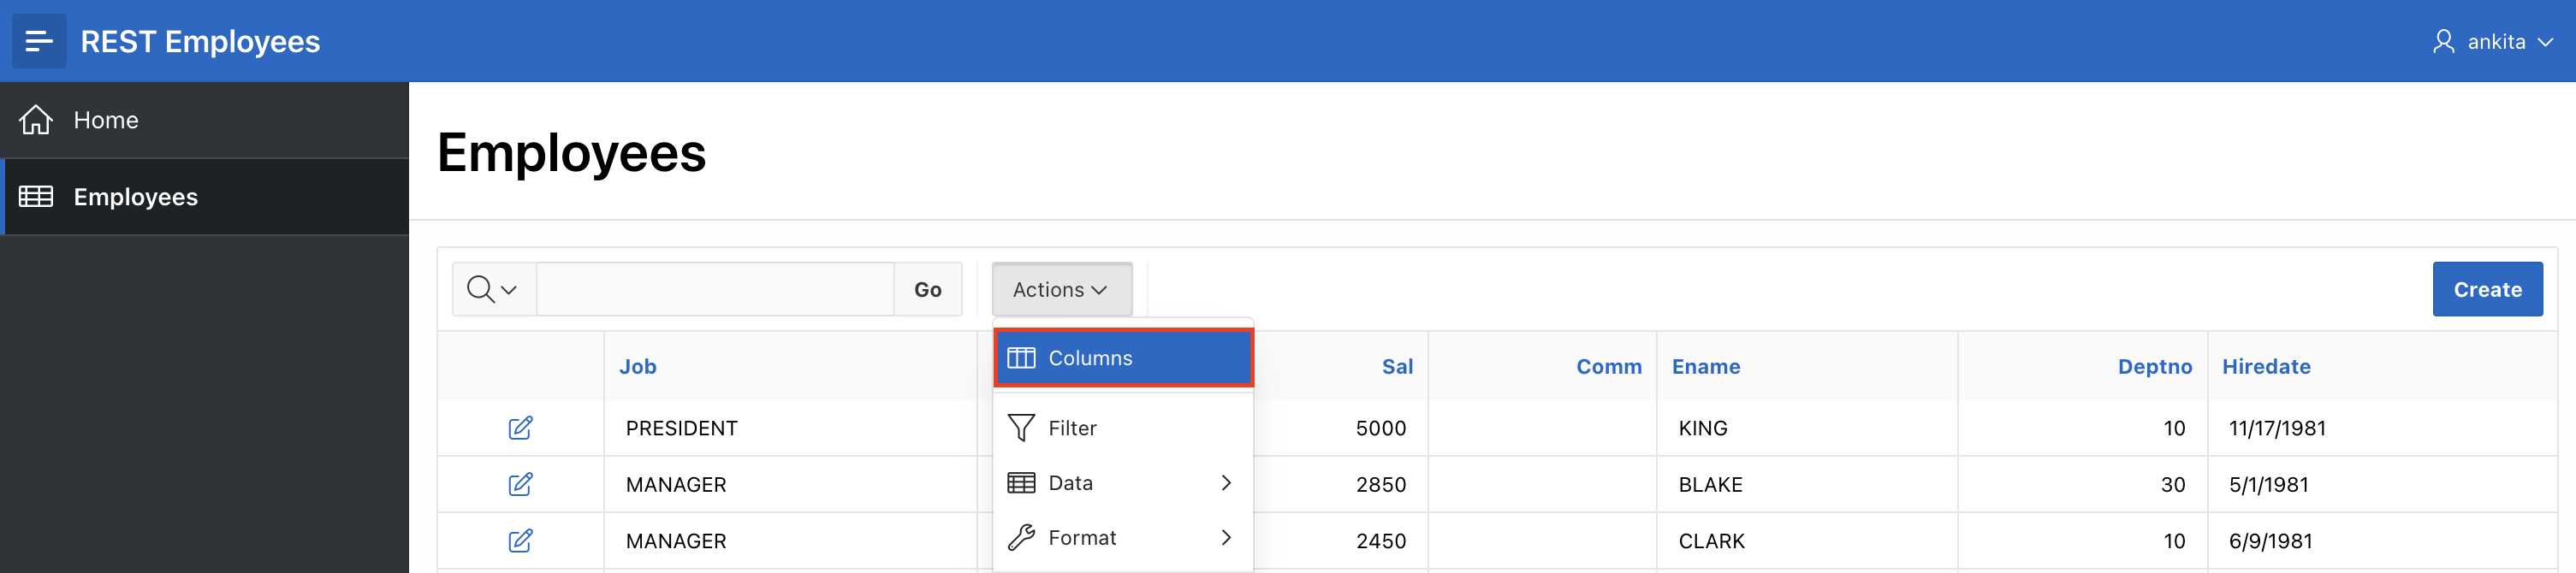 REST Employees
ankita
Home
Employees
Employees
Go
Actions
Create
Columns
Filter
Data
Format
Job Sal Comm Ename Deptno Hiredate
PRESIDENT 5000 KING 10 11/17/1981
MANAGER 2850 BLAKE 30 5/1/1981
MANAGER 2450 CLARK 10 6/9/1981